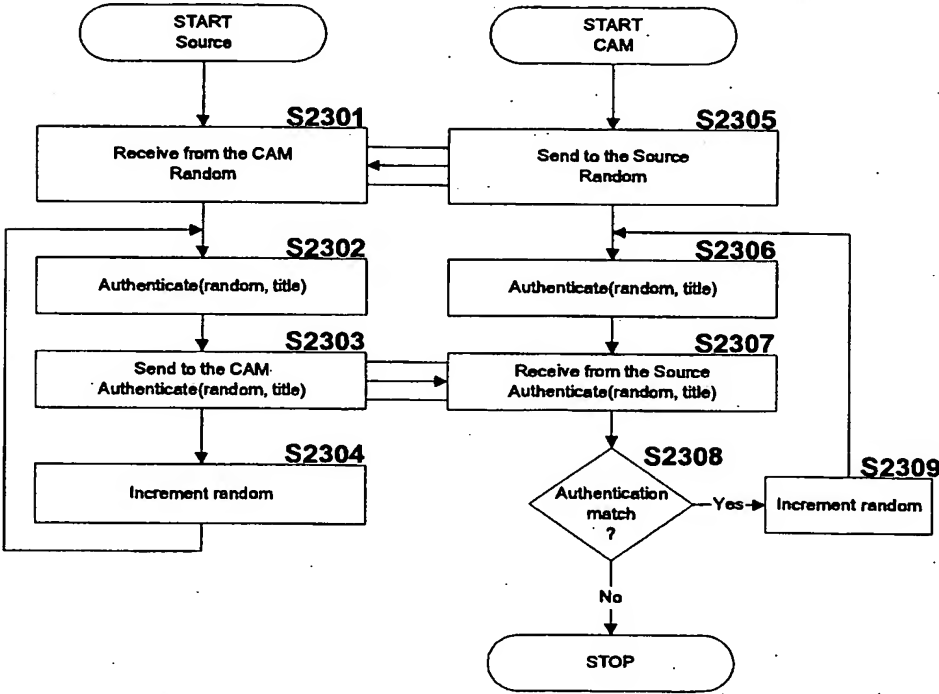 START
Source
S2301
Receive from the CAM
Random
S2302
Authenticate(random, title)
S2303
Send to the CAM
Authenticate(random, title)
S2304
Increment random
START
CAM
S2305
Send to the Source
Random
S2306
Authenticate(random, title)
S2307
Receive from the Source
Authenticate(random, title)
S2308
Authentication
match
?
Yes
S2309
Increment random
No
STOP